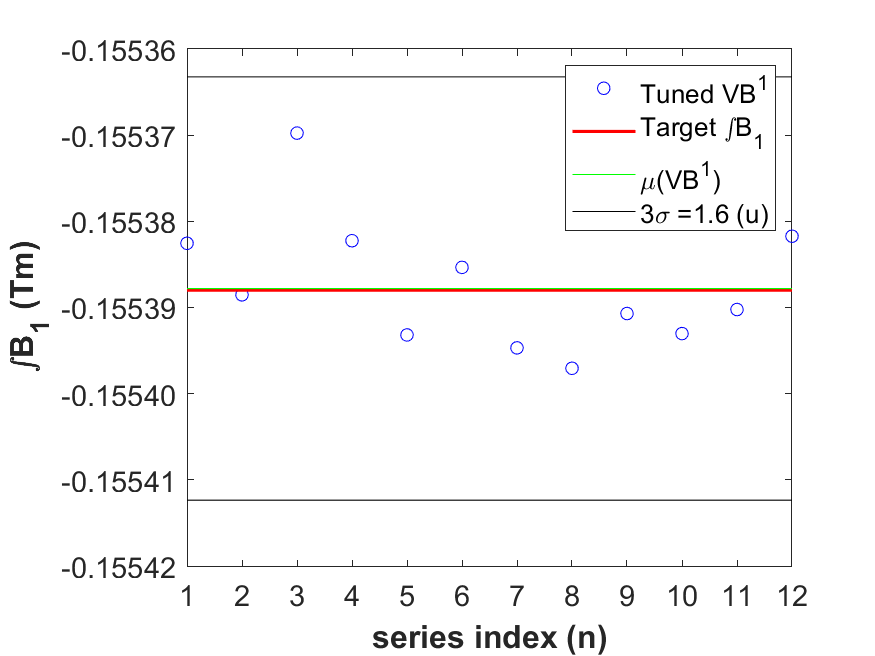 -0.15536
-0.15537
-0.15538
-0.15539
-0.15540
-0.15541
-0.15542
∫B₁ (Tm)
1 2 3 4 5 6 7 8 9 10 11 12
series index (n)
Tuned VB¹
Target ∫B₁
μ(VB¹)
3σ =1.6 (u)